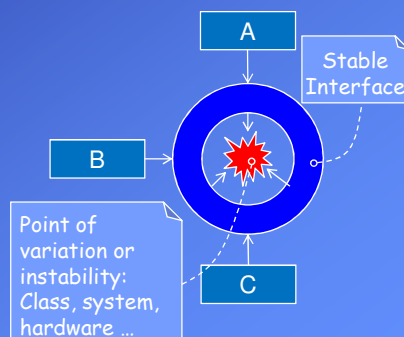 A
Stable
Interface
B
Point of
variation or
instability:
Class, system,
hardware …
C